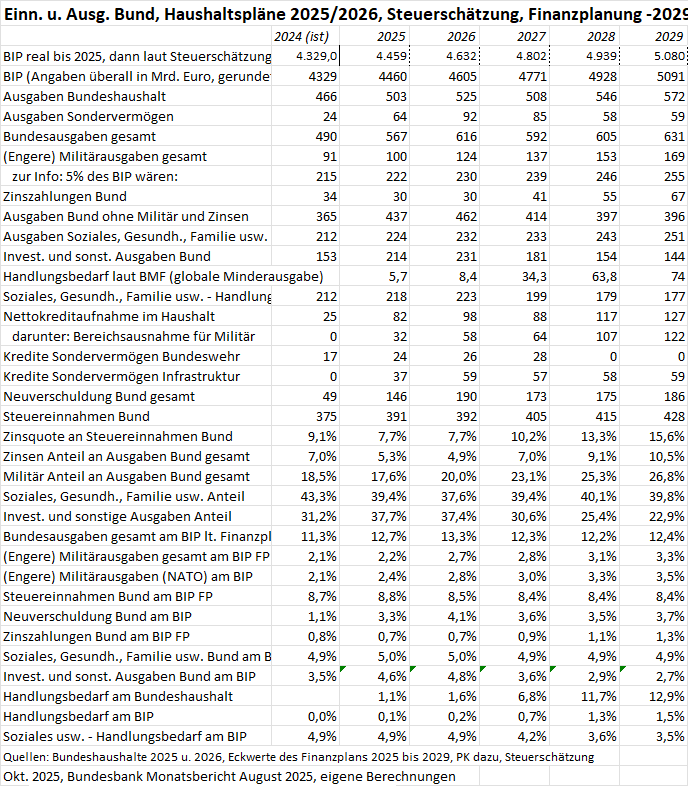 Einn. u. Ausg. Bund, Haushaltspläne 2025/2026, Steuerschätzung, Finanzplanung -2029
2024 (ist) 2025 2026 2027 2028 2029
BIP real bis 2025, dann laut Steuerschätzung 4.329,0 4.459 4.632 4.802 4.939 5.080
BIP (Angaben überall in Mrd. Euro, gerundet 4329 4460 4605 4771 4928 5091
Ausgaben Bundeshaushalt 466 503 525 508 546 572
Ausgaben Sondervermögen 24 64 92 85 58 59
Bundesausgaben gesamt 490 567 616 592 605 631
(Engere) Militärausgaben gesamt 91 100 124 137 153 169
zur Info: 5% des BIP wären: 215 222 230 239 246 255
Zinszahlungen Bund 34 30 30 41 55 67
Ausgaben Bund ohne Militär und Zinsen 365 437 462 414 397 396
Ausgaben Soziales, Gesundh., Familie usw. 212 224 232 233 243 251
Invest. und sonst. Ausgaben Bund 153 214 231 181 154 144
Handlungsbedarf laut BMF (globale Minderausgabe) 5,7 8,4 34,3 63,8 74
Soziales, Gesundh., Familie usw. - Handlung 212 218 223 199 179 177
Nettokreditaufnahme im Haushalt 25 82 98 88 117 127
darunter: Bereichsausnahme für Militär 0 32 58 64 107 122
Kredite Sondervermögen Bundeswehr 17 24 26 28 0 0
Kredite Sondervermögen Infrastruktur 0 37 59 57 58 59
Neuverschuldung Bund gesamt 49 146 190 173 175 186
Steuereinnahmen Bund 375 391 392 405 415 428
Zinsquote an Steuereinnahmen Bund 9,1% 7,7% 7,7% 10,2% 13,3% 15,6%
Zinsen Anteil an Ausgaben Bund gesamt 7,0% 5,3% 4,9% 7,0% 9,1% 10,5%
Militär Anteil an Ausgaben Bund gesamt 18,5% 17,6% 20,0% 23,1% 25,3% 26,8%
Soziales, Gesundh., Familie usw. Anteil 43,3% 39,4% 37,6% 39,4% 40,1% 39,8%
Invest. und sonstige Ausgaben Anteil 31,2% 37,7% 37,4% 30,6% 25,4% 22,9%
Bundesausgaben gesamt am BIP lt. Finanzpl 11,3% 12,7% 13,3% 12,3% 12,2% 12,4%
(Engere) Militärausgaben gesamt am BIP FP 2,1% 2,2% 2,7% 2,8% 3,1% 3,3%
(Engere) Militärausgaben (NATO) am BIP 2,1% 2,4% 2,8% 3,0% 3,3% 3,5%
Steuereinnahmen Bund am BIP FP 8,7% 8,8% 8,5% 8,4% 8,4% 8,4%
Neuverschuldung Bund am BIP 1,1% 3,3% 4,1% 3,6% 3,5% 3,7%
Zinszahlungen Bund am BIP FP 0,8% 0,7% 0,7% 0,9% 1,1% 1,3%
Soziales, Gesundh., Familie usw. Bund am B 4,9% 5,0% 5,0% 4,9% 4,9% 4,9%
Invest. und sonst. Ausgaben Bund am BIP 3,5% 4,6% 4,8% 3,6% 2,9% 2,7%
Handlungsbedarf am Bundeshaushalt 1,1% 1,6% 6,8% 11,7% 12,9%
Handlungsbedarf am BIP 0,0% 0,1% 0,2% 0,7% 1,3% 1,5%
Soziales usw. - Handlungsbedarf am BIP 4,9% 4,9% 4,9% 4,2% 3,6% 3,5%
Quellen: Bundeshaushalte 2025 u. 2026, Eckwerte des Finanzplans 2025 bis 2029, PK dazu, Steuerschätzung
Okt. 2025, Bundesbank Monatsbericht August 2025, eigene Berechnungen